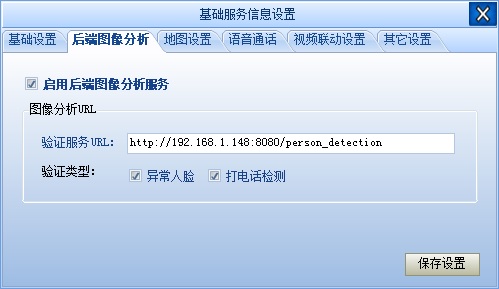 基础服务信息设置
基础设置 后端图像分析 地图设置 语音通话 视频联动设置 其它设置
启用后端图像分析服务
图像分析URL
验证服务URL: http://192.168.1.148:8080/person_detection
验证类型: 异常人脸 打电话检测
保存设置